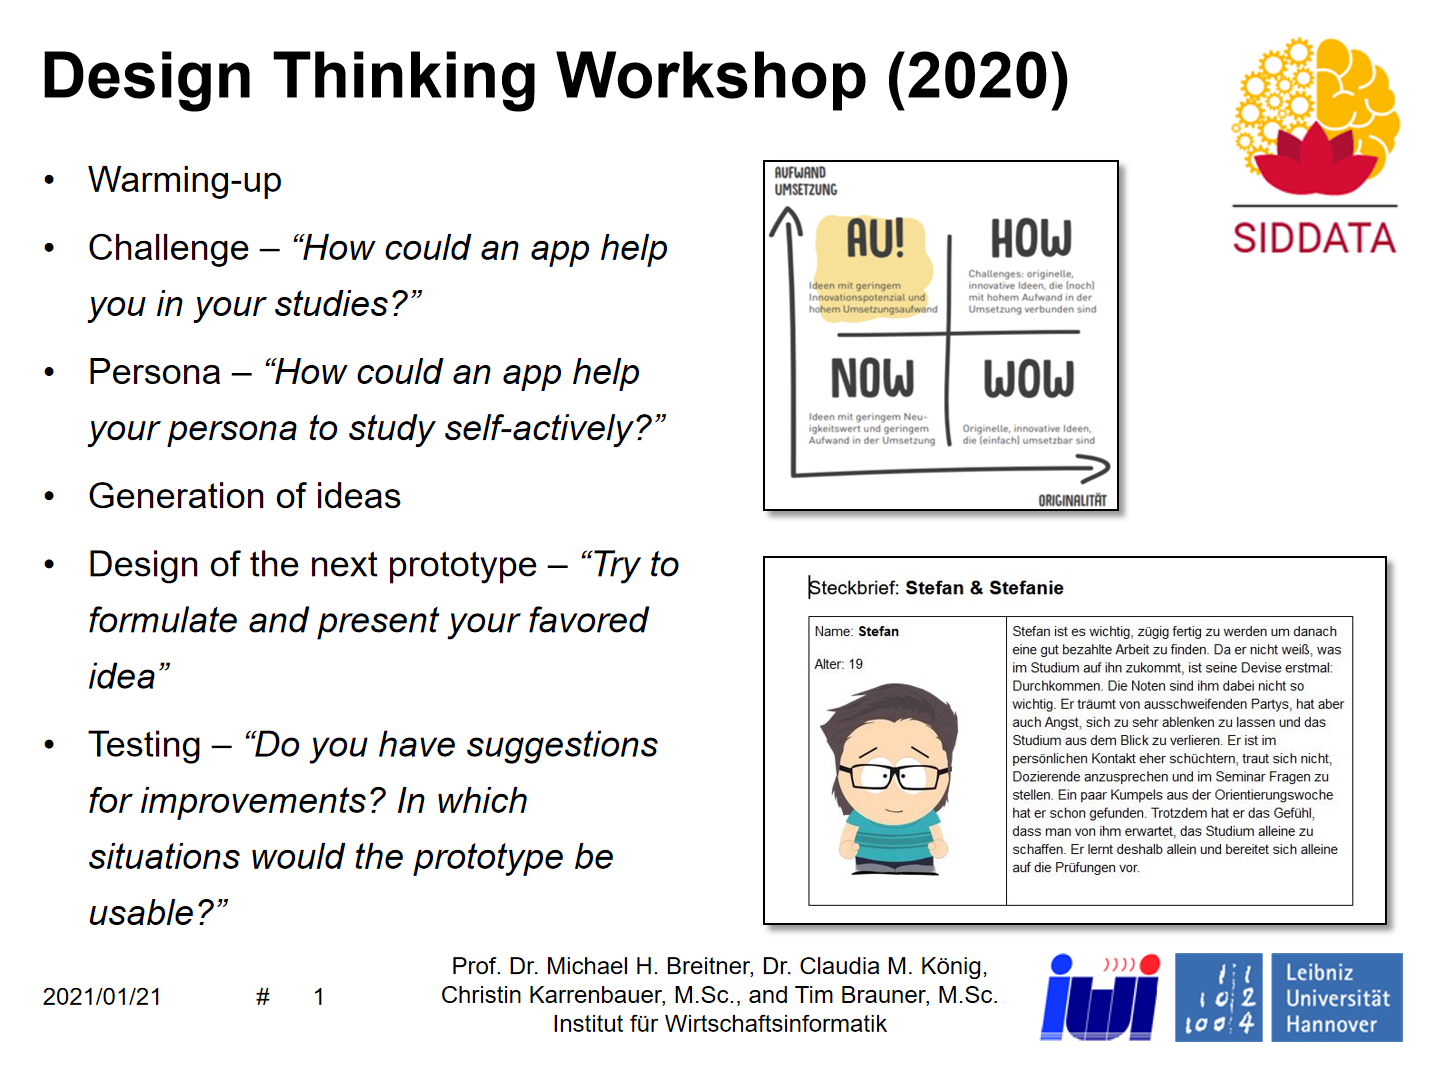 Design Thinking Workshop (2020)
• Warming-up
• Challenge – “How could an app help
you in your studies?”
• Persona – “How could an app help
your persona to study self-actively?”
• Generation of ideas
• Design of the next prototype – “Try to
formulate and present your favored
idea”
• Testing – “Do you have suggestions
for improvements? In which
situations would the prototype be
usable?”
AUFWAND
UMSETZUNG
AU!
Ideen mit geringem
Innovationspotenzial und
hohem Umsetzungsaufwand
HOW
Challenges: originelle,
innovative Ideen, die (noch)
mit hohem Aufwand in der
Umsetzung verbunden sind
NOW
Ideen mit geringem Neu-
igkeitswert und geringem
Aufwand in der Umsetzung
WOW
Originelle, innovative Ideen,
die (einfach) umsetzbar sind
ORIGINALITÄT
SIDDATA
Steckbrief: Stefan & Stefanie
Name: Stefan
Alter: 19
Stefan ist es wichtig, zügig fertig zu werden um danach
eine gut bezahlte Arbeit zu finden. Da er nicht weiß, was
im Studium auf ihn zukommt, ist seine Devise erstmal:
Durchkommen. Die Noten sind ihm dabei nicht so
wichtig. Er träumt von ausschweifenden Partys, hat aber
auch Angst, sich zu sehr ablenken zu lassen und das
Studium aus dem Blick zu verlieren. Er ist im
persönlichen Kontakt eher schüchtern, traut sich nicht,
Dozierende anzusprechen und im Seminar Fragen zu
stellen. Ein paar Kumpels aus der Orientierungswoche
hat er schon gefunden. Trotzdem hat er das Gefühl,
dass man von ihm erwartet, das Studium alleine zu
schaffen. Er lernt deshalb allein und bereitet sich alleine
auf die Prüfungen vor.
2021/01/21 # 1
Prof. Dr. Michael H. Breitner, Dr. Claudia M. König,
Christin Karrenbauer, M.Sc., and Tim Brauner, M.Sc.
Institut für Wirtschaftsinformatik
iwi
1 1
1 0 2
1 0 0 4
Leibniz
Universität
Hannover